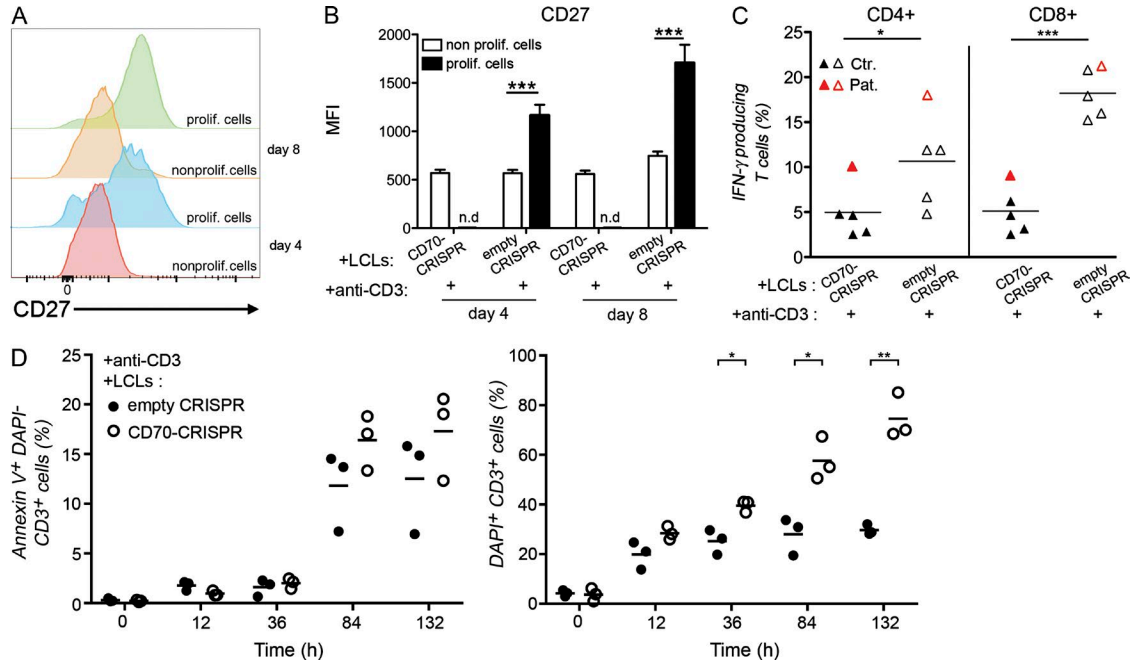 A
prolif. cells
day 8
nonprolif.cells
prolif. cells
day 4
nonprolif.cells
0
CD27
B
CD27
2000
1500
1000
500
0
MFI
non prolif. cells
prolif. cells
***
***
n.d
n.d
+LCLs:
CD70-
CRISPR
empty
CRISPR
CD70-
CRISPR
empty
CRISPR
+anti-CD3:
+ + + +
day 4
day 8
C
CD4+
CD8+
25
20
15
10
5
0
IFN-γ producing
T cells (%)
*
***
Ctr.
Pat.
+LCLs :
CD70-
CRISPR
empty
CRISPR
CD70-
CRISPR
empty
CRISPR
+anti-CD3 :
+ + + +
D
+anti-CD3
+LCLs :
empty CRISPR
CD70-CRISPR
25
20
15
10
5
0
Annexin V+ DAPI-
CD3+ cells (%)
0 12 36 84 132
Time (h)
100
80
60
40
20
0
DAPI+ CD3+ cells (%)
* * **
0 12 36 84 132
Time (h)